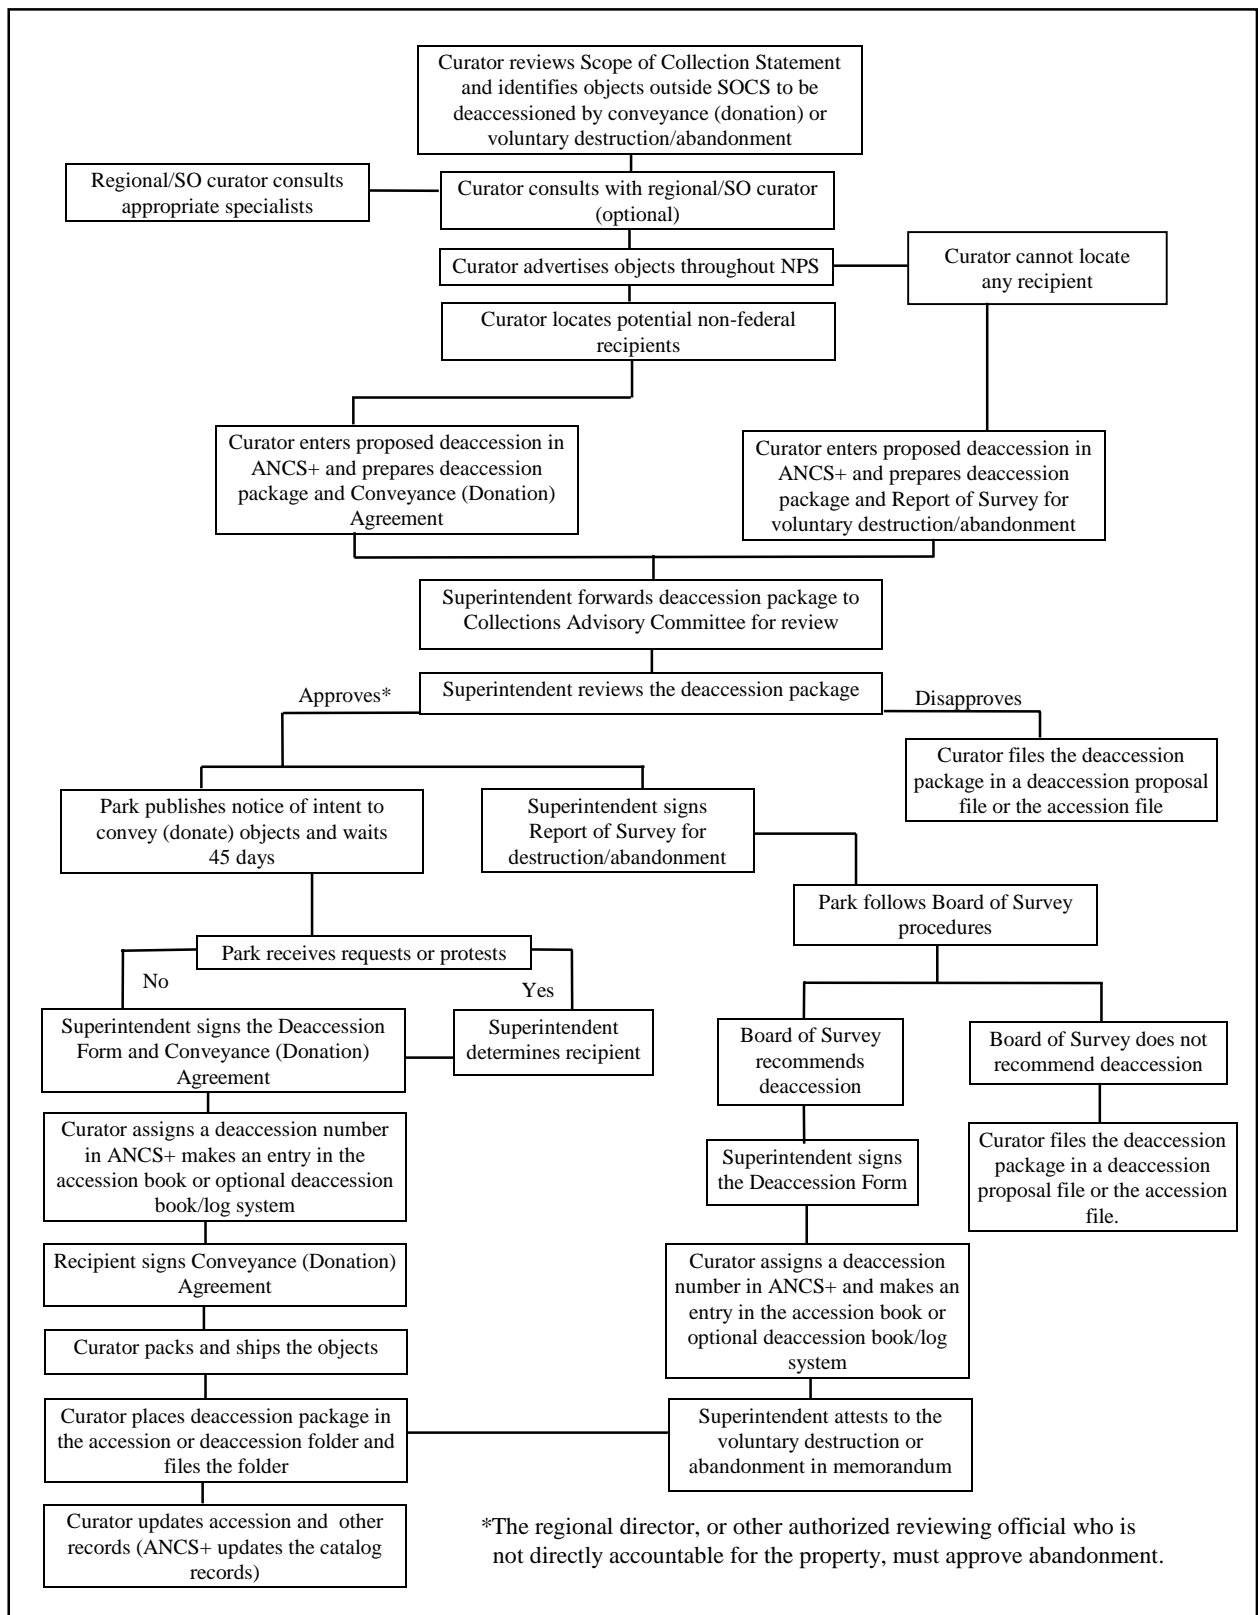 Curator reviews Scope of Collection Statement
and identifies objects outside SOCS to be
deaccessioned by conveyance (donation) or
voluntary destruction/abandonment
Regional/SO curator consults
appropriate specialists
Curator consults with regional/SO curator
(optional)
Curator advertises objects throughout NPS
Curator cannot locate
any recipient
Curator locates potential non-federal
recipients
Curator enters proposed deaccession in
ANCS+ and prepares deaccession
package and Conveyance (Donation)
Agreement
Curator enters proposed deaccession in
ANCS+ and prepares deaccession
package and Report of Survey for
voluntary destruction/abandonment
Superintendent forwards deaccession package to
Collections Advisory Committee for review
Superintendent reviews the deaccession package
Approves*
Disapproves
Curator files the deaccession
package in a deaccession proposal
file or the accession file
Park publishes notice of intent to
convey (donate) objects and waits
45 days
Superintendent signs
Report of Survey for
destruction/abandonment
Park follows Board of Survey
procedures
Park receives requests or protests
No
Yes
Superintendent signs the Deaccession
Form and Conveyance (Donation)
Agreement
Superintendent
determines recipient
Board of Survey
recommends
deaccession
Board of Survey does not
recommend deaccession
Curator assigns a deaccession number
in ANCS+ makes an entry in the
accession book or optional deaccession
book/log system
Superintendent signs
the Deaccession Form
Curator files the deaccession
package in a deaccession
proposal file or the accession
file.
Recipient signs Conveyance (Donation)
Agreement
Curator assigns a deaccession
number in ANCS+ and makes an
entry in the accession book or
optional deaccession book/log
system
Curator packs and ships the objects
Curator places deaccession package in
the accession or deaccession folder and
files the folder
Superintendent attests to the
voluntary destruction or
abandonment in memorandum
Curator updates accession and other
records (ANCS+ updates the catalog
records)
*The regional director, or other authorized reviewing official who is
not directly accountable for the property, must approve abandonment.